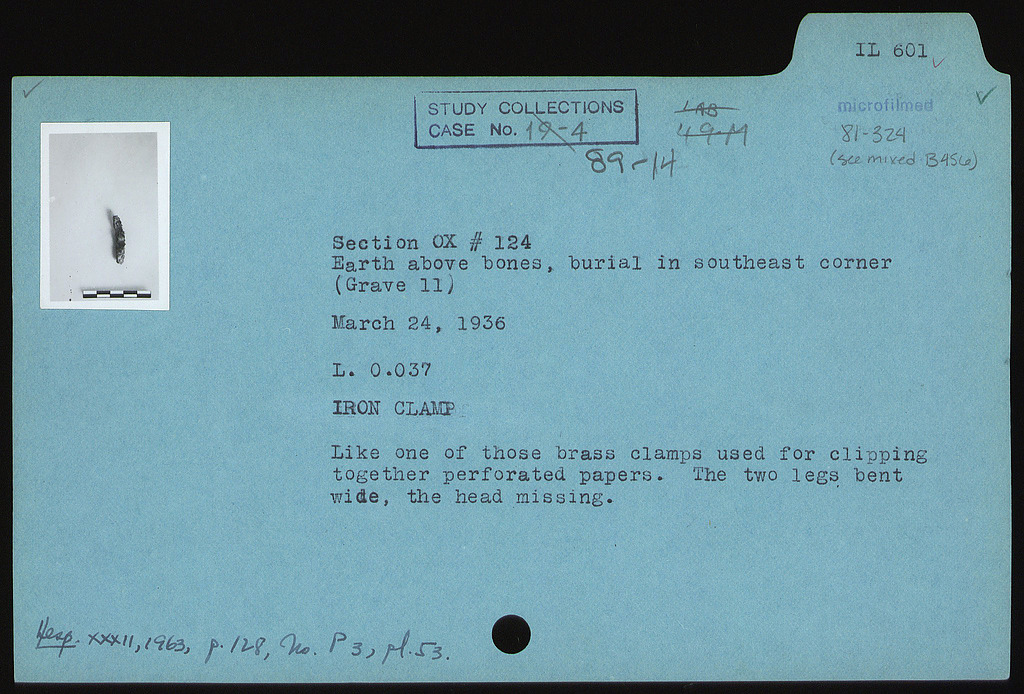 IL 601
STUDY COLLECTIONS
CASE No. 19-4
89-14
LAB
microfilmed
81-324
(see mixed B456)
Section OX # 124
Earth above bones, burial in southeast corner
(Grave 11)
March 24, 1936
L. 0.037
IRON CLAMP
Like one of those brass clamps used for clipping
together perforated papers. The two legs bent
wide, the head missing.
Hesp. XXXII, 1963, p. 128, No. P 3, pl. 53.